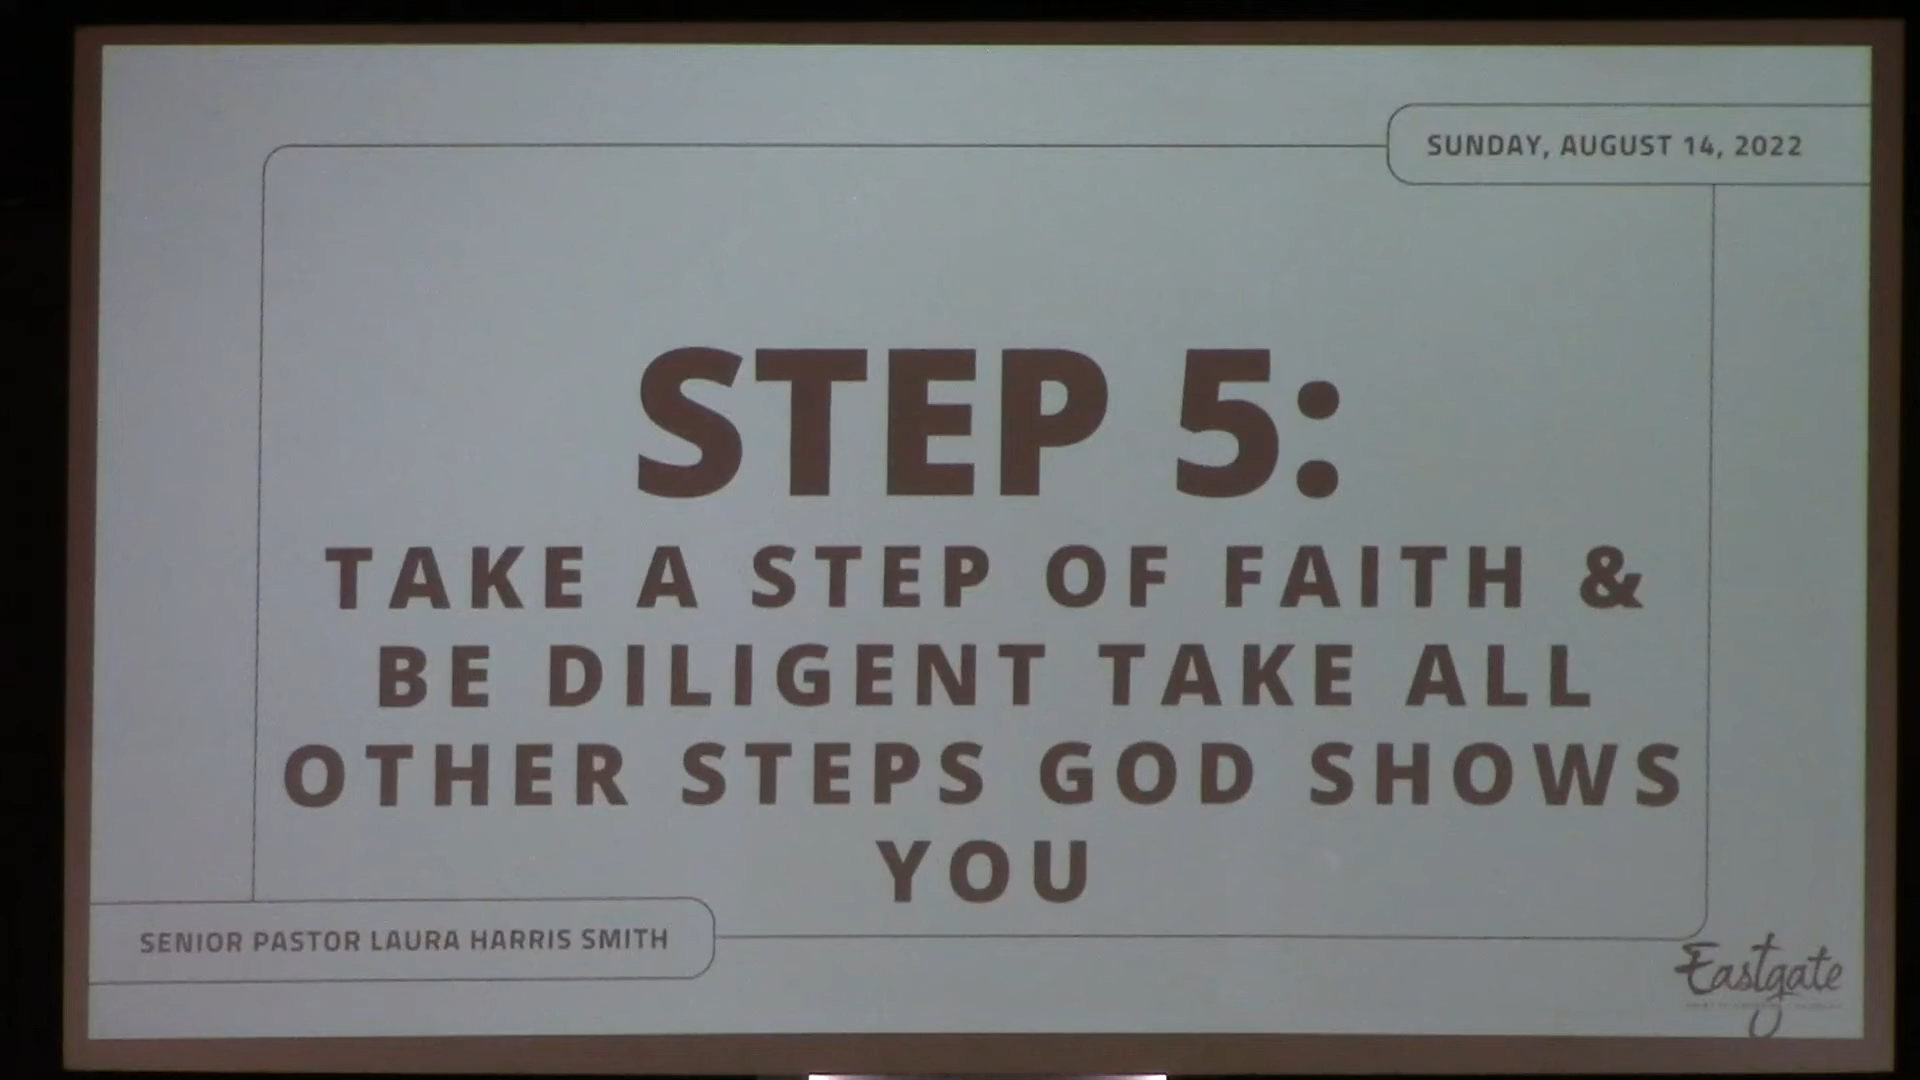 SUNDAY, AUGUST 14, 2022
STEP 5:
TAKE A STEP OF FAITH &
BE DILIGENT TAKE ALL
OTHER STEPS GOD SHOWS
YOU
SENIOR PASTOR LAURA HARRIS SMITH
Eastgate